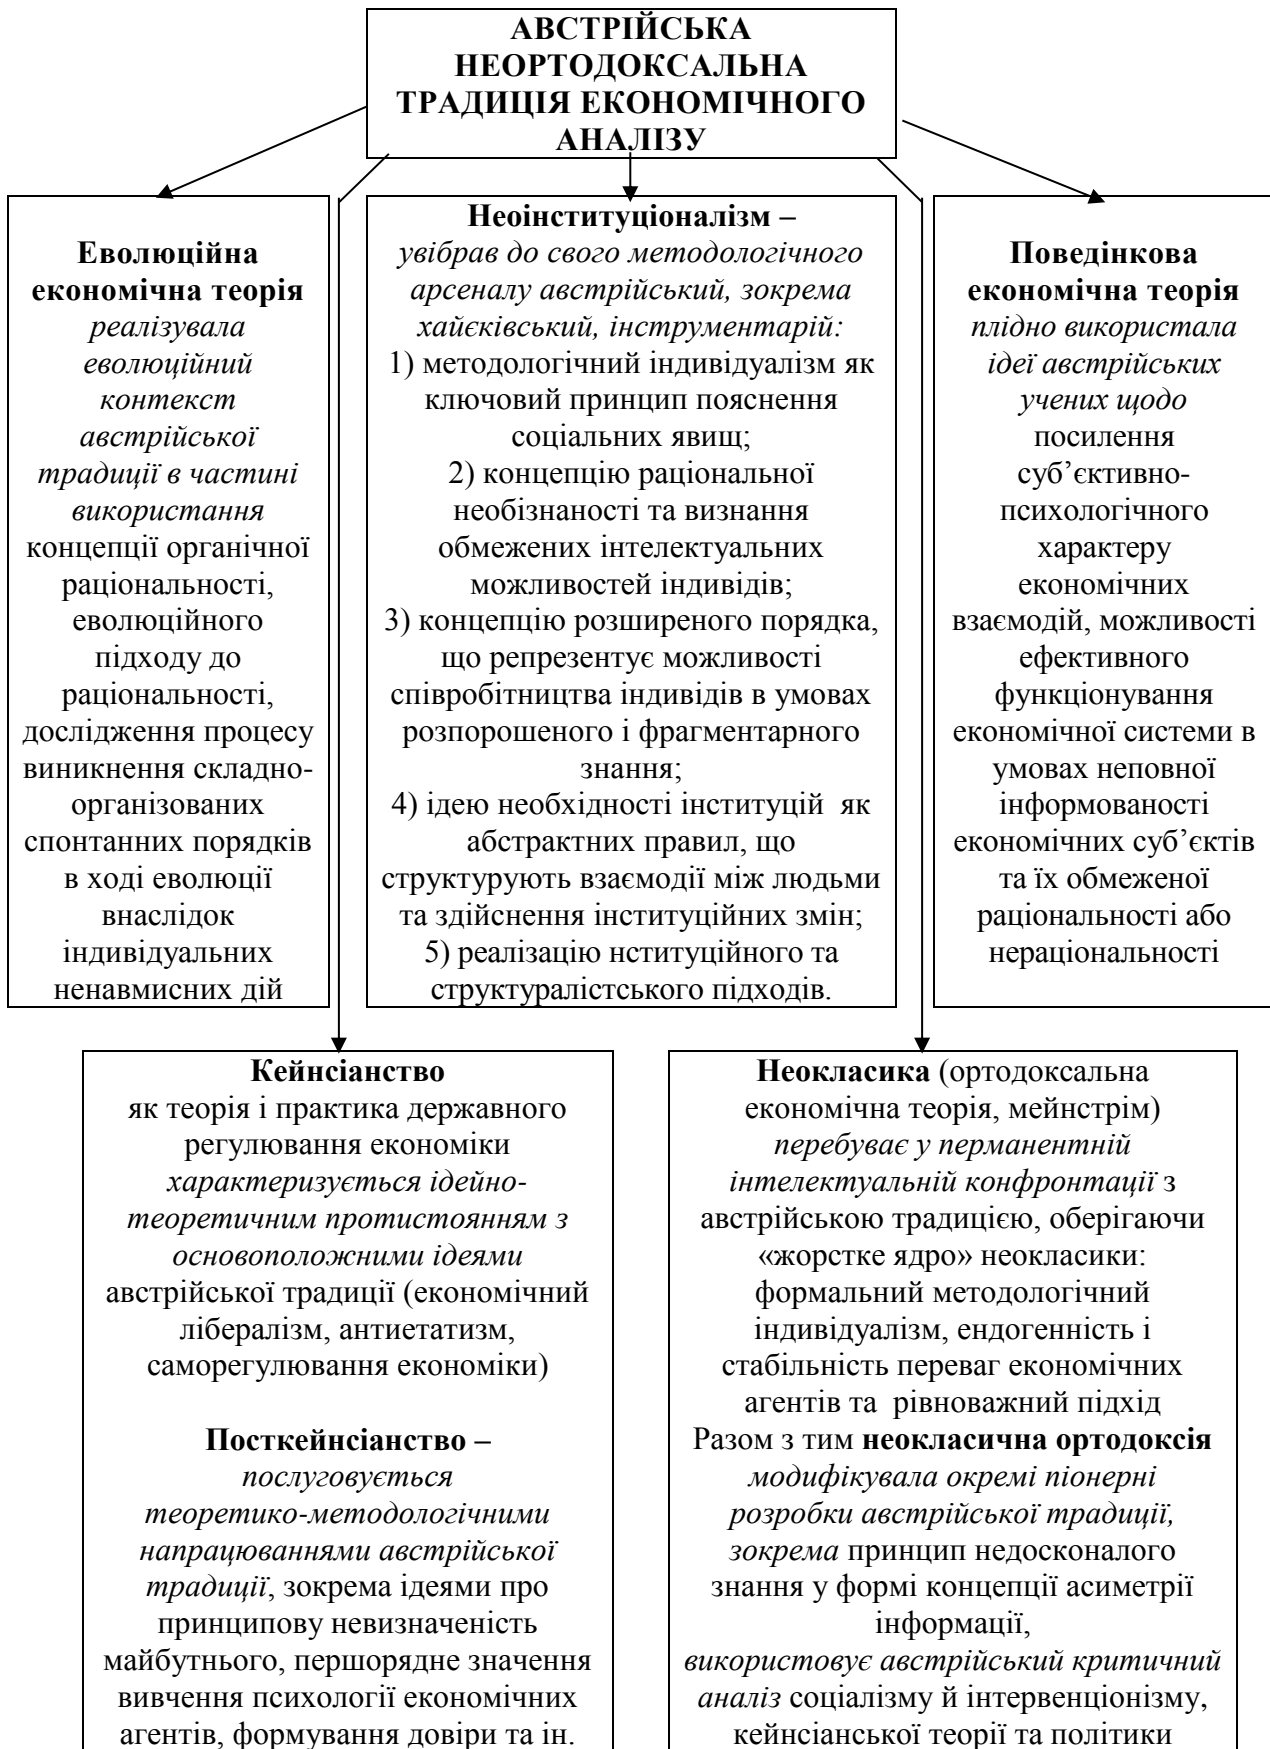 АВСТРІЙСЬКА
НЕОРТОДОКСАЛЬНА
ТРАДИЦІЯ ЕКОНОМІЧНОГО
АНАЛІЗУ
Еволюційна
економічна теорія
реалізувала
еволюційний
контекст
австрійської
традиції в частині
використання
концепції органічної
раціональності,
еволюційного
підходу до
раціональності,
дослідження процесу
виникнення складно-
організованих
спонтанних порядків
в ході еволюції
внаслідок
індивідуальних
ненавмисних дій
Неоінституціоналізм –
увібрав до свого методологічного
арсеналу австрійський, зокрема
хайєківський, інструментарій:
1) методологічний індивідуалізм як
ключовий принцип пояснення
соціальних явищ;
2) концепцію раціональної
необізнаності та визнання
обмежених інтелектуальних
можливостей індивідів;
3) концепцію розширеного порядка,
що репрезентує можливості
співробітництва індивідів в умовах
розпорошеного і фрагментарного
знання;
4) ідею необхідності інституцій як
абстрактних правил, що
структурують взаємодії між людьми
та здійснення інституційних змін;
5) реалізацію нституційного та
структуралістського підходів.
Поведінкова
економічна теорія
плідно використала
ідеї австрійських
учених щодо
посилення
суб’єктивно-
психологічного
характеру
економічних
взаємодій, можливості
ефективного
функціонування
економічної системи в
умовах неповної
інформованості
економічних суб’єктів
та їх обмеженої
раціональності або
нераціональності
Кейнсіанство
як теорія і практика державного
регулювання економіки
характеризується ідейно-
теоретичним протистоянням з
основоположними ідеями
австрійської традиції (економічний
лібералізм, антиетатизм,
саморегулювання економіки)
Посткейнсіанство –
послуговується
теоретико-методологічними
напрацюваннями австрійської
традиції, зокрема ідеями про
принципову невизначеність
майбутнього, першорядне значення
вивчення психології економічних
агентів, формування довіри та ін.
Неокласика (ортодоксальна
економічна теорія, мейнстрім)
перебуває у перманентній
інтелектуальній конфронтації з
австрійською традицією, оберігаючи
«жорстке ядро» неокласики:
формальний методологічний
індивідуалізм, ендогенність і
стабільність переваг економічних
агентів та рівноважний підхід
Разом з тим неокласична ортодоксія
модифікувала окремі піонерні
розробки австрійської традиції,
зокрема принцип недосконалого
знання у формі концепції асиметрії
інформації,
використовує австрійський критичний
аналіз соціалізму й інтервенціонізму,
кейнсіанської теорії та політики